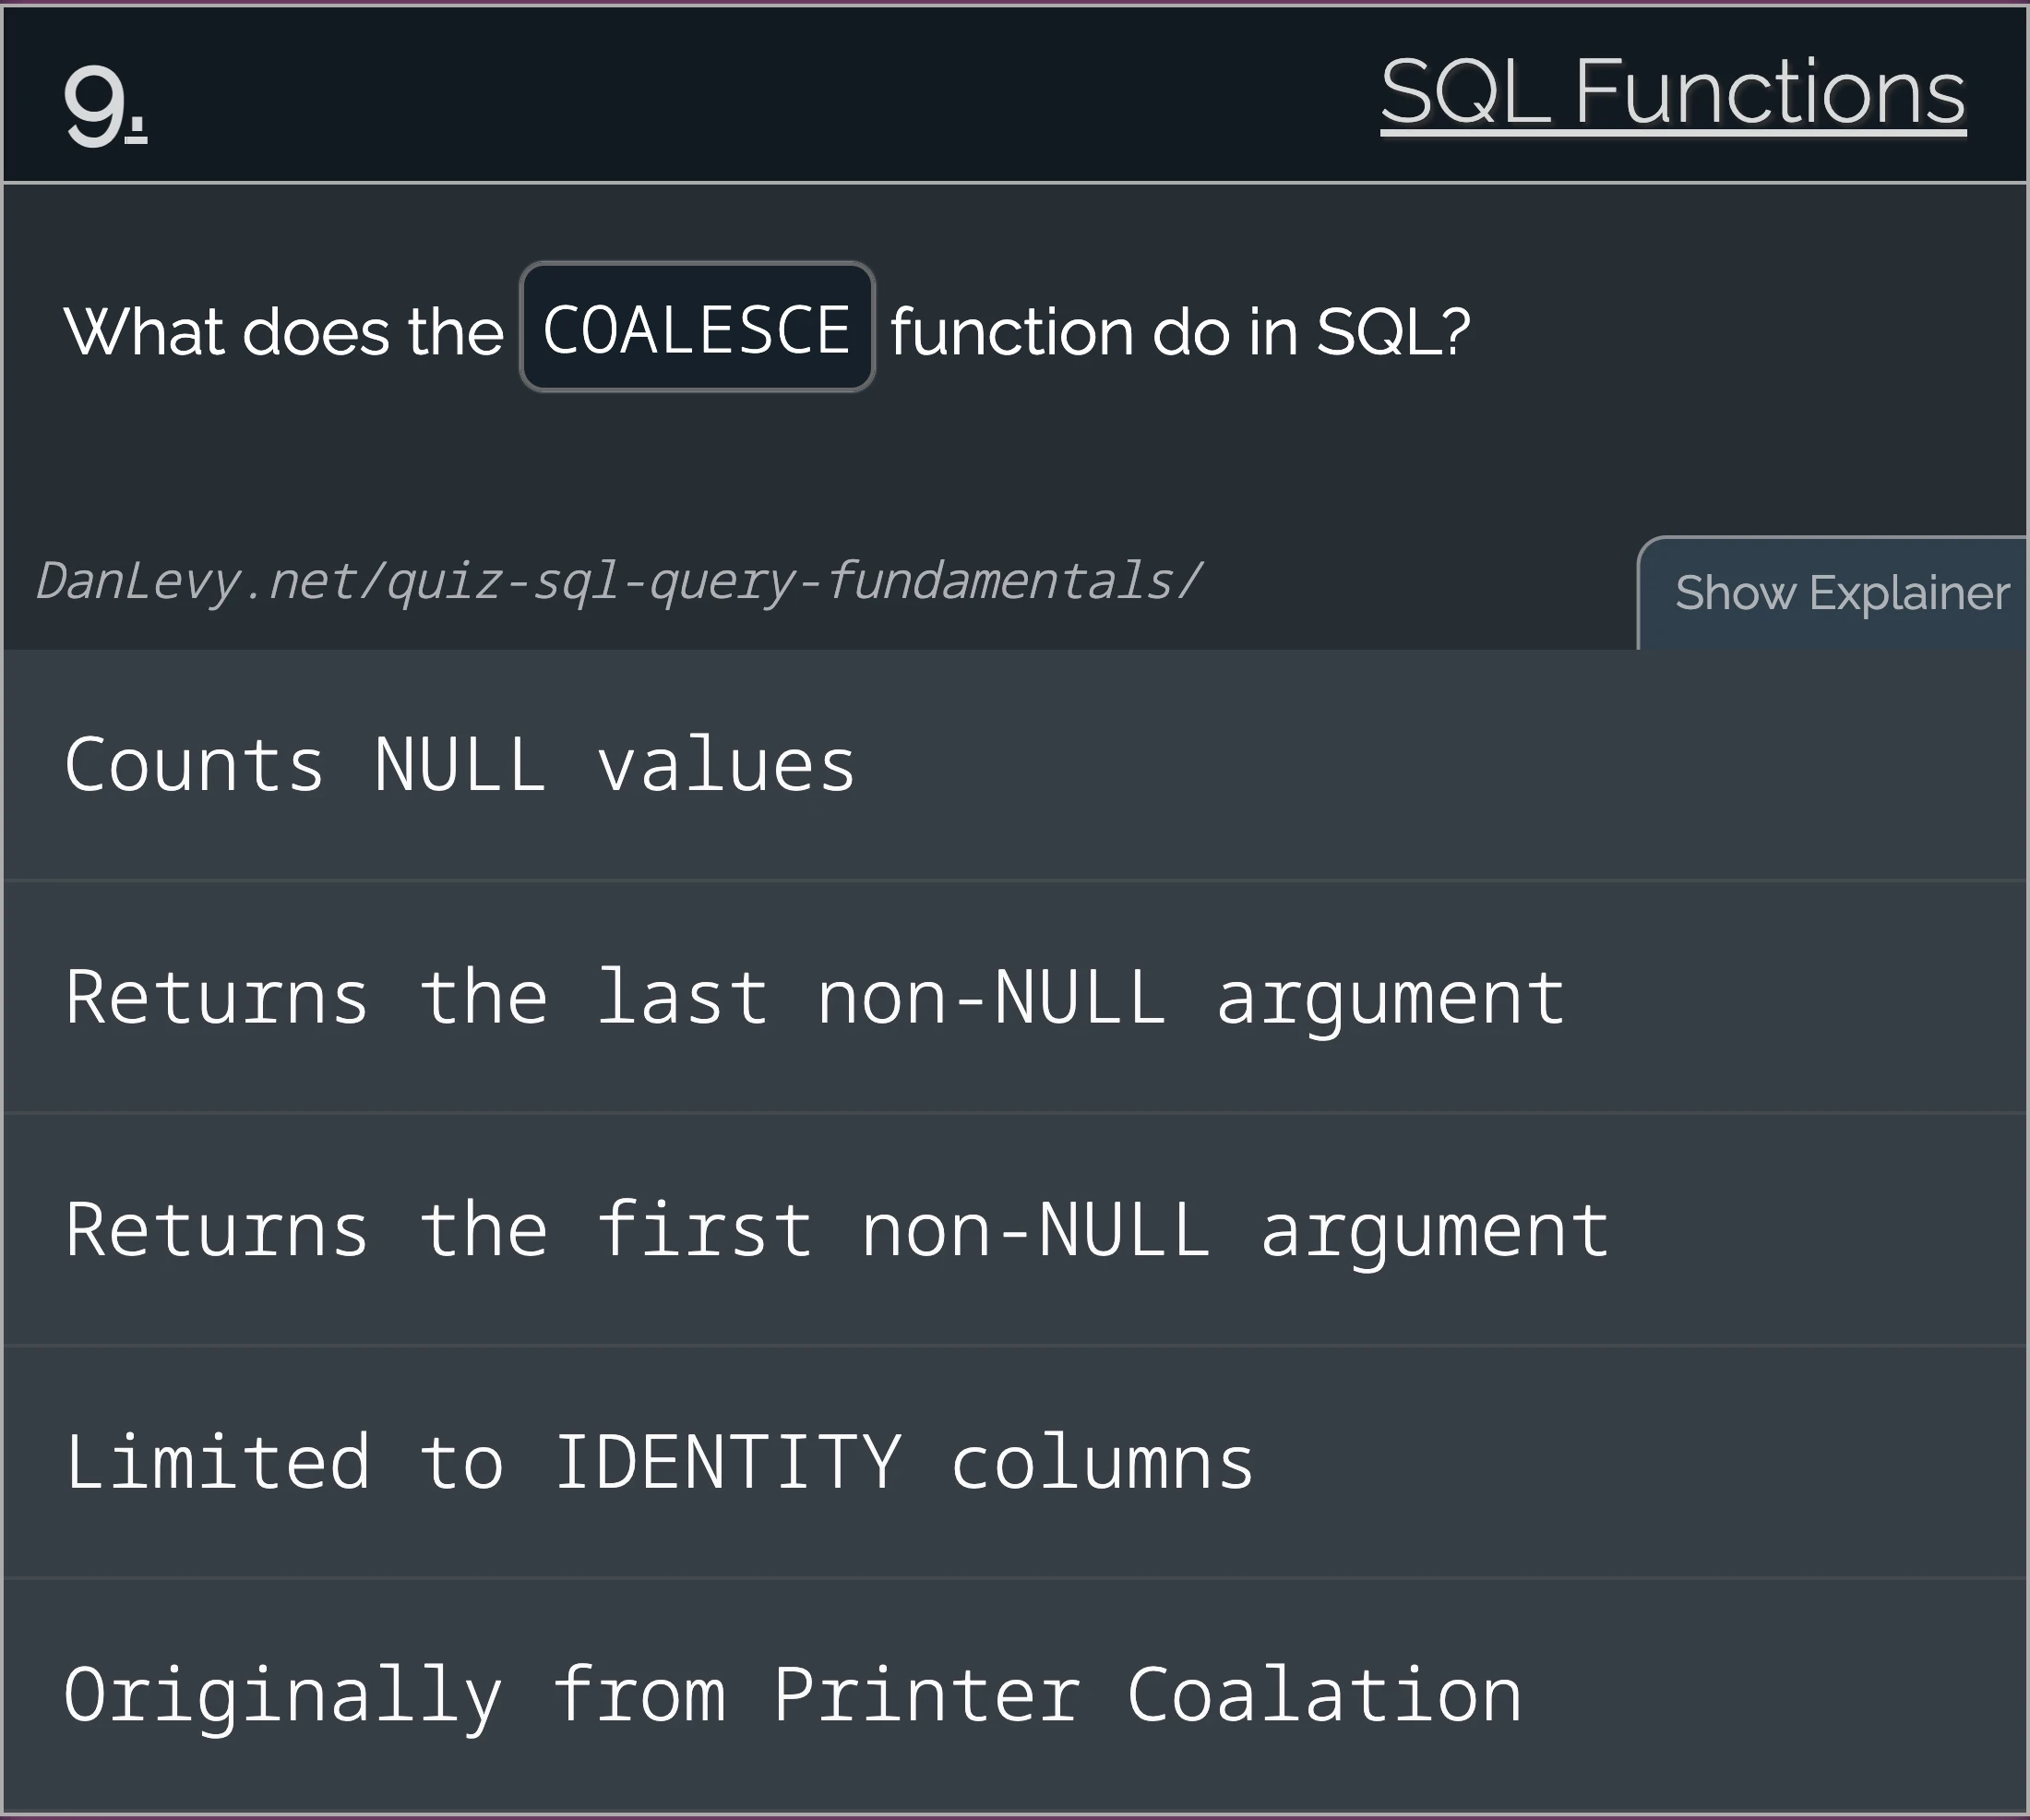 9.
SQL Functions
What does the COALESCE function do in SQL?
DanLevy.net/quiz-sql-query-fundamentals/
Show Explainer
Counts NULL values
Returns the last non-NULL argument
Returns the first non-NULL argument
Limited to IDENTITY columns
Originally from Printer Coalation